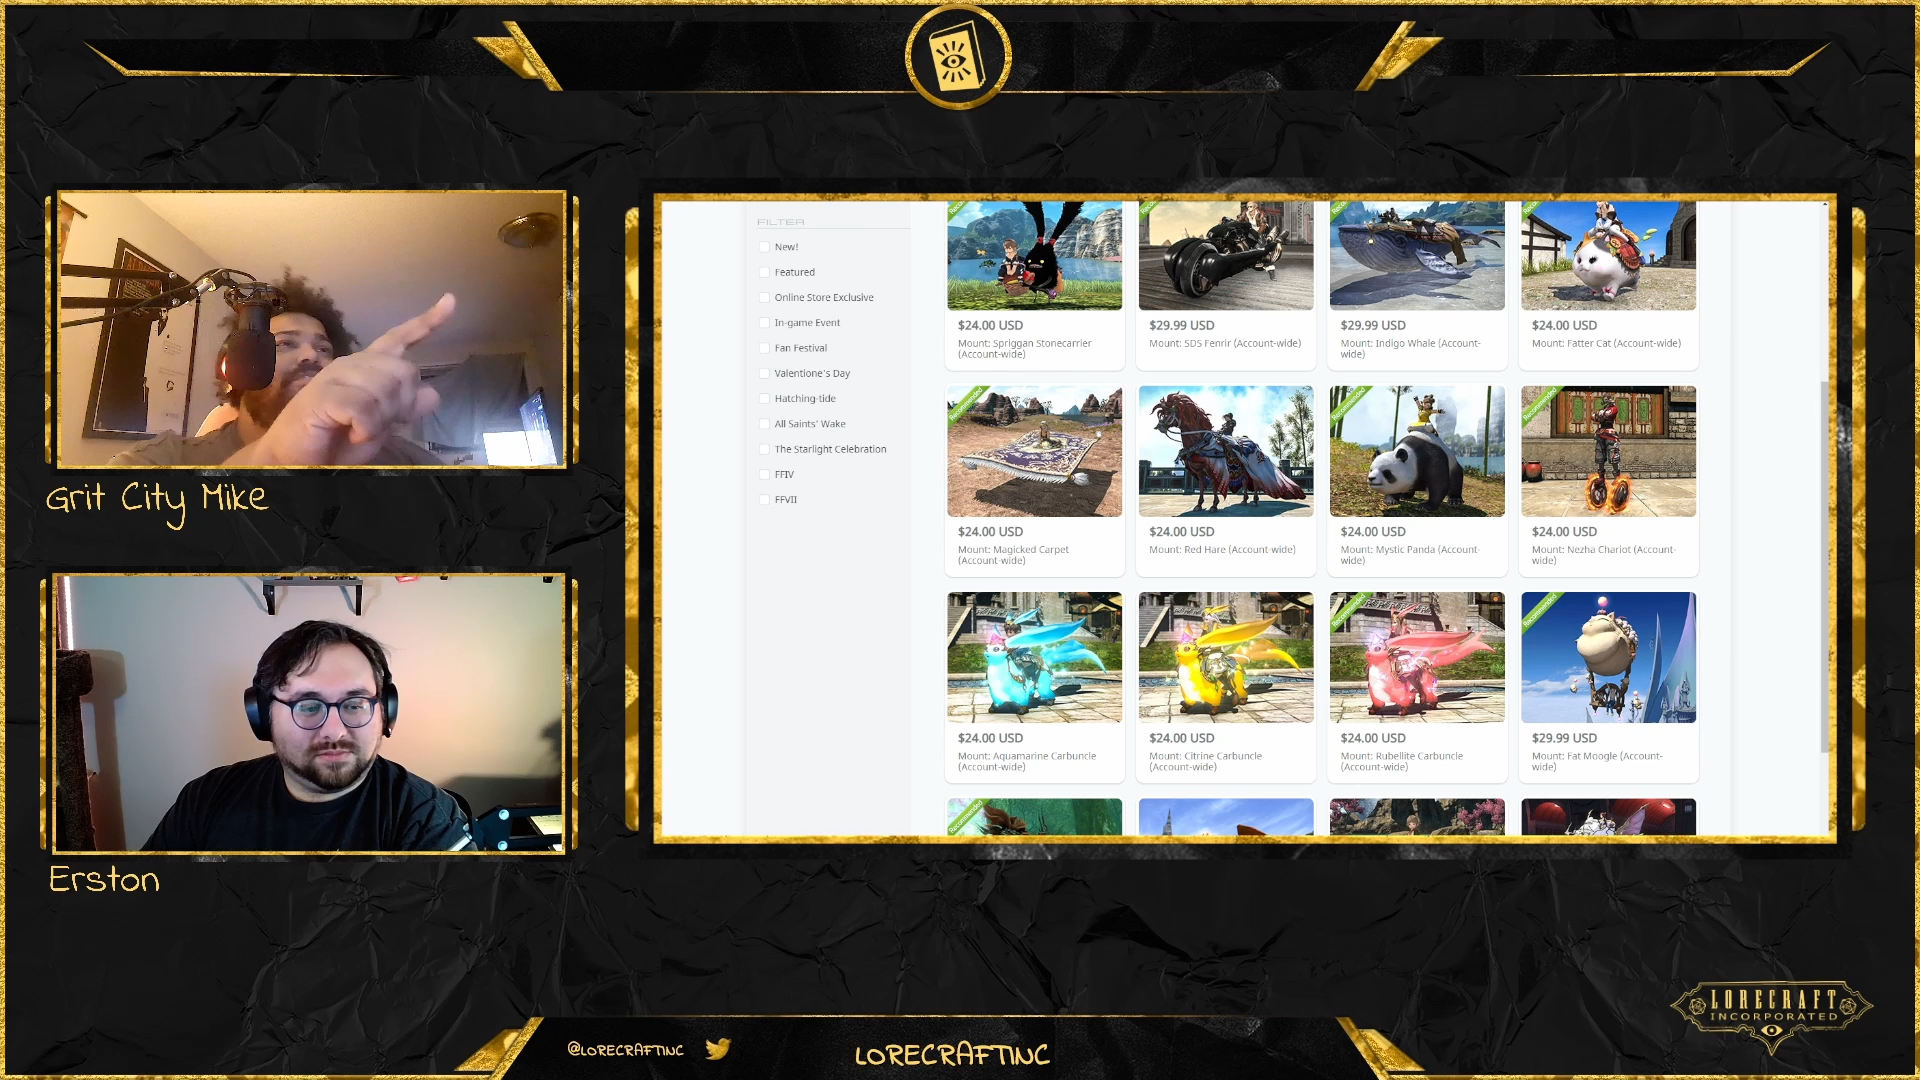 FILTER
New!
Featured
Online Store Exclusive
In-game Event
Fan Festival
Valentione's Day
Hatching-tide
All Saints' Wake
The Starlight Celebration
FFIV
FFVII
$24.00 USD
Mount: Spriggan Stonecarrier
(Account-wide)
$29.99 USD
Mount: SDS Fenrir (Account-wide)
$29.99 USD
Mount: Indigo Whale (Account-
wide)
$24.00 USD
Mount: Fatter Cat (Account-wide)
Recommended
$24.00 USD
Mount: Magicked Carpet
(Account-wide)
$24.00 USD
Mount: Red Hare (Account-wide)
Recommended
$24.00 USD
Mount: Mystic Panda (Account-
wide)
Recommended
$24.00 USD
Mount: Nezha Chariot (Account-
wide)
$24.00 USD
Mount: Aquamarine Carbuncle
(Account-wide)
$24.00 USD
Mount: Citrine Carbuncle
(Account-wide)
Recommended
$24.00 USD
Mount: Rubellite Carbuncle
(Account-wide)
Recommended
$29.99 USD
Mount: Fat Moogle (Account-
wide)
Recommended
Grit City Mike
Erston
@LORECRAFTINC
LORECRAFTINC
LORECRAFT
INCORPORATED